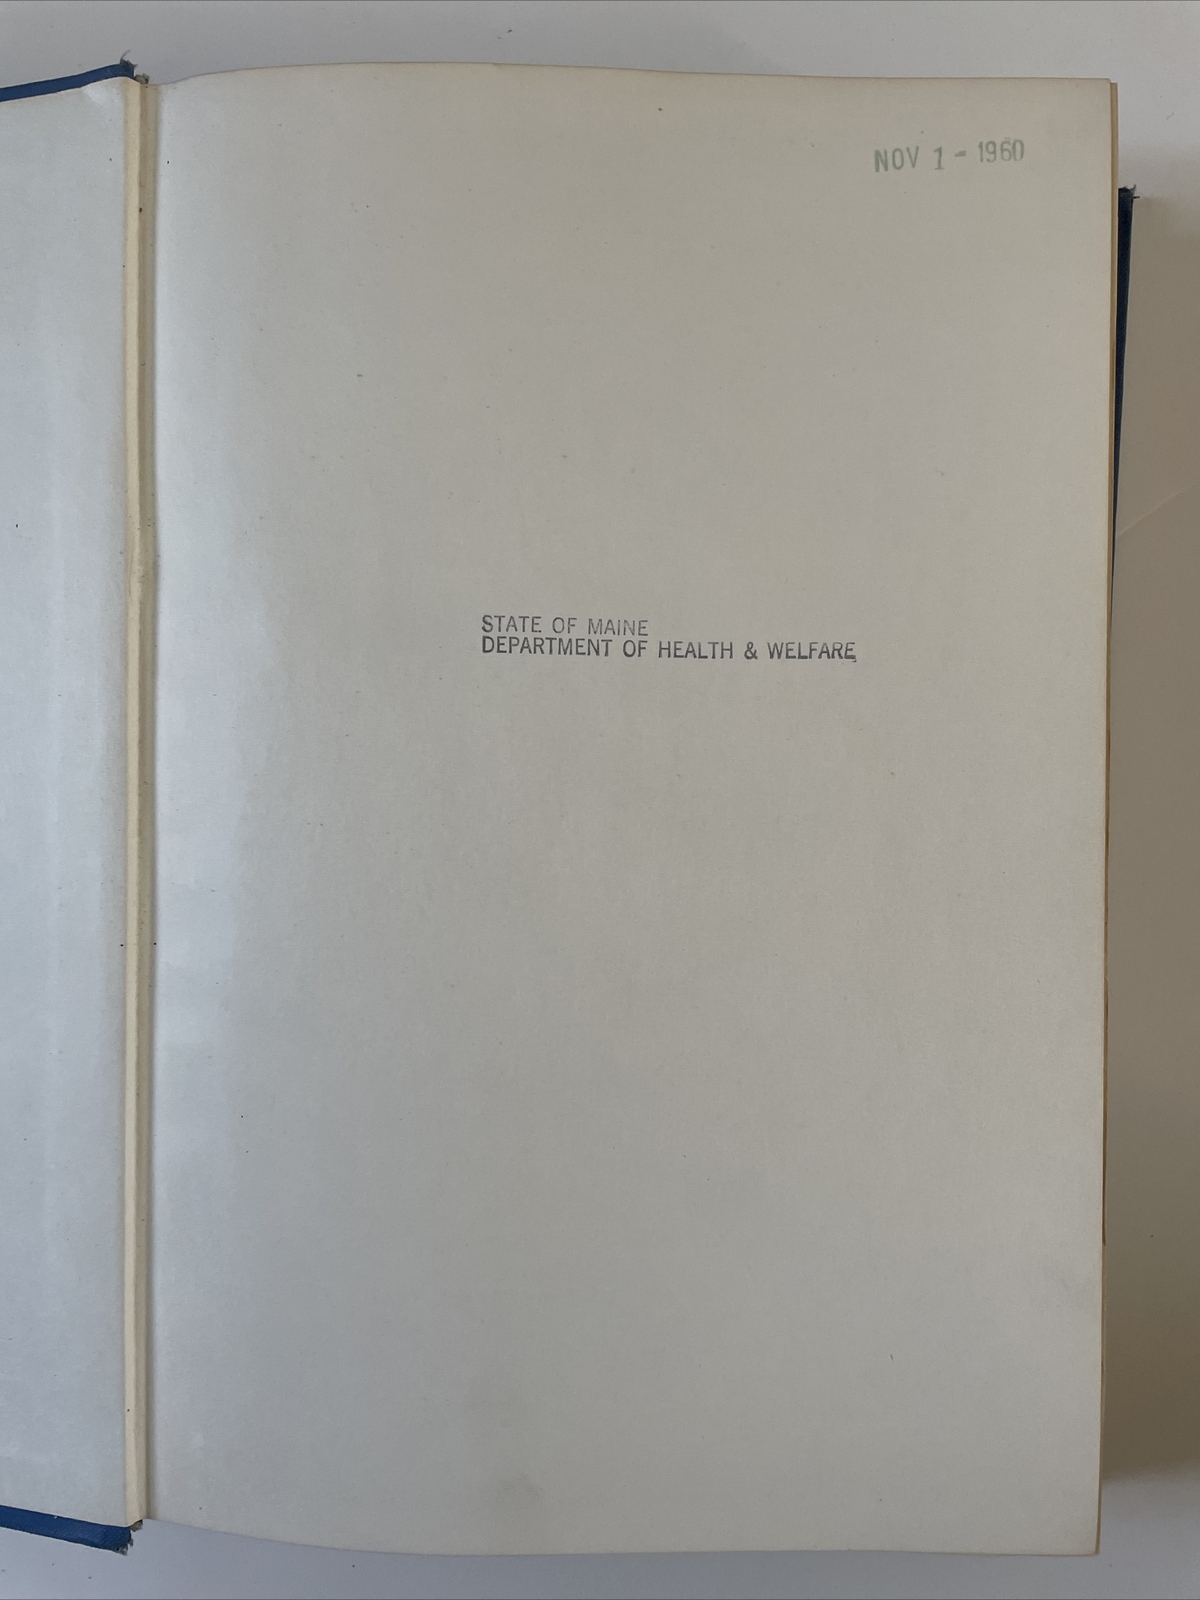 NOV 1 - 1960
STATE OF MAINE
DEPARTMENT OF HEALTH & WELFARE